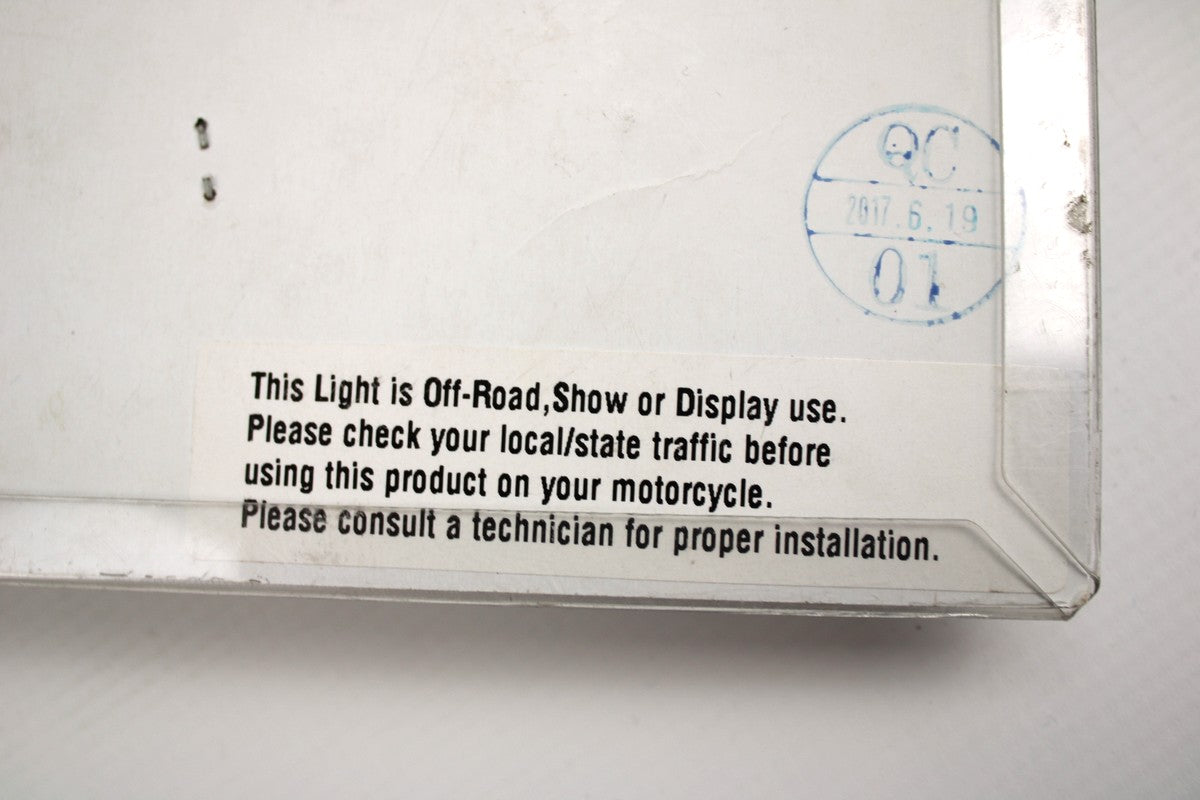 QC
2017.6.19
01
This Light is Off-Road,Show or Display use.
Please check your local/state traffic before
using this product on your motorcycle.
Please consult a technician for proper installation.